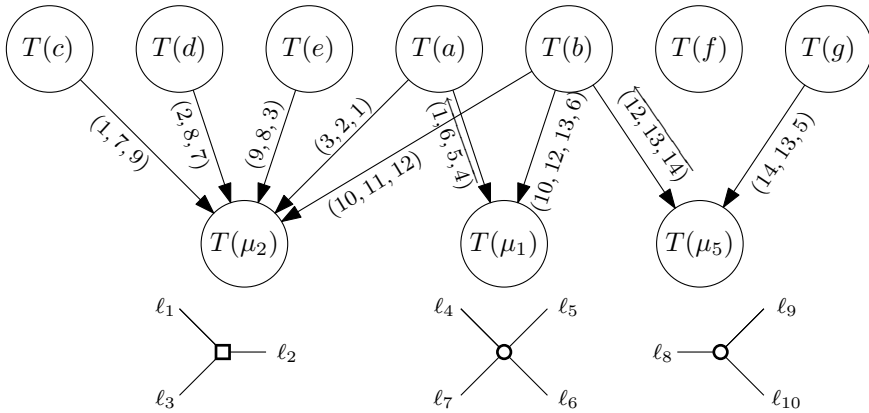 T(c) T(d) T(e) T(a) T(b) T(f) T(g)
(1, 7, 9) (2, 8, 7) (9, 8, 3) (3, 2, 1) (10, 11, 12) (1, 6, 5, 4) (10, 12, 13, 6) (12, 13, 14) (14, 13, 5)
T(μ₂) T(μ₁) T(μ₅)
ℓ₁ ℓ₄ ℓ₅ ℓ₉
ℓ₂ ℓ₈
ℓ₃ ℓ₇ ℓ₆ ℓ₁₀